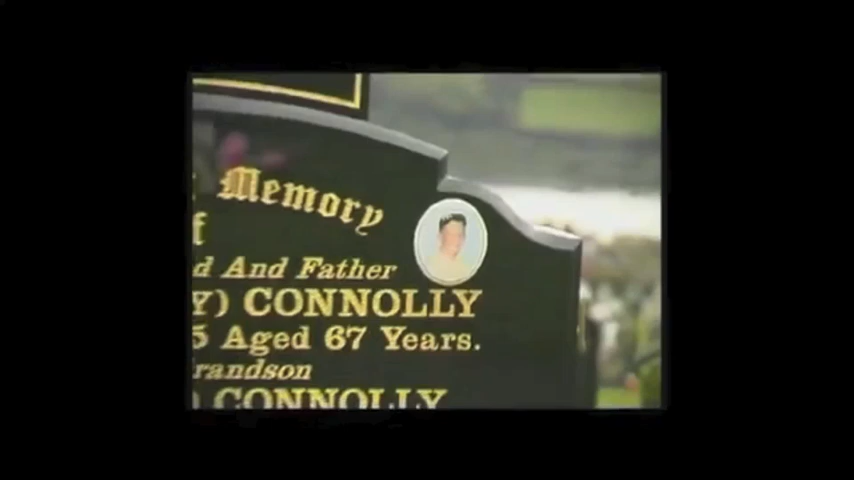 Memory
f
d And Father
Y) CONNOLLY
5 Aged 67 Years.
randson
) CONNOLLY